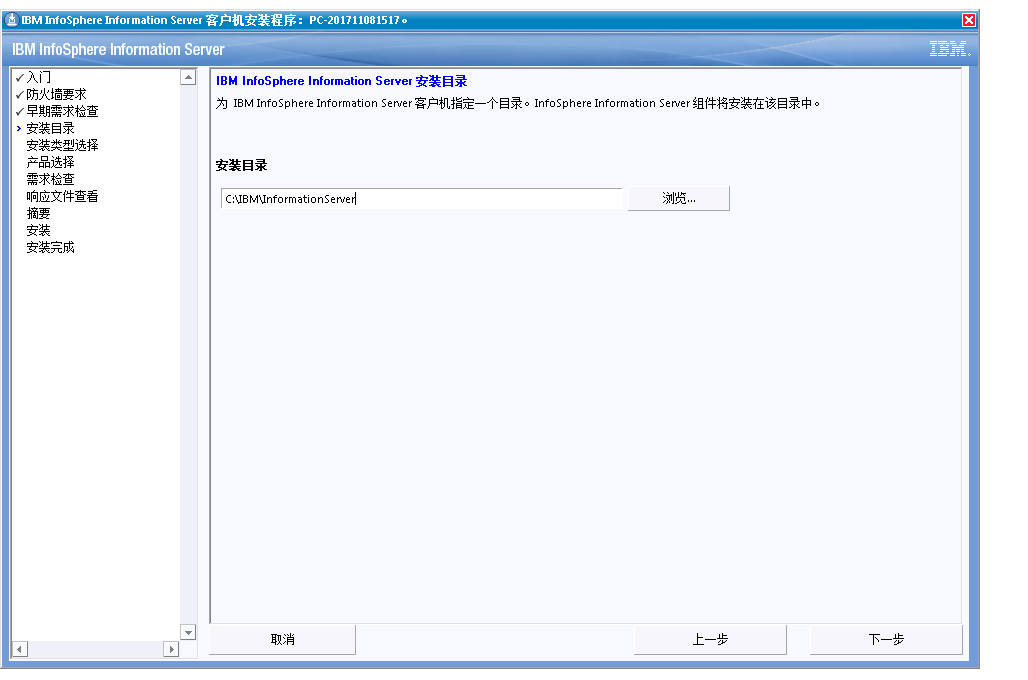 IBM InfoSphere Information Server 客户机安装程序：PC-201711081517。
IBM InfoSphere Information Server
IBM.
入门
防火墙要求
早期需求检查
安装目录
安装类型选择
产品选择
需求检查
响应文件查看
摘要
安装
安装完成
IBM InfoSphere Information Server 安装目录
为 IBM InfoSphere Information Server 客户机指定一个目录。InfoSphere Information Server 组件将安装在该目录中。
安装目录
C:\IBM\InformationServer
浏览...
取消
上一步
下一步